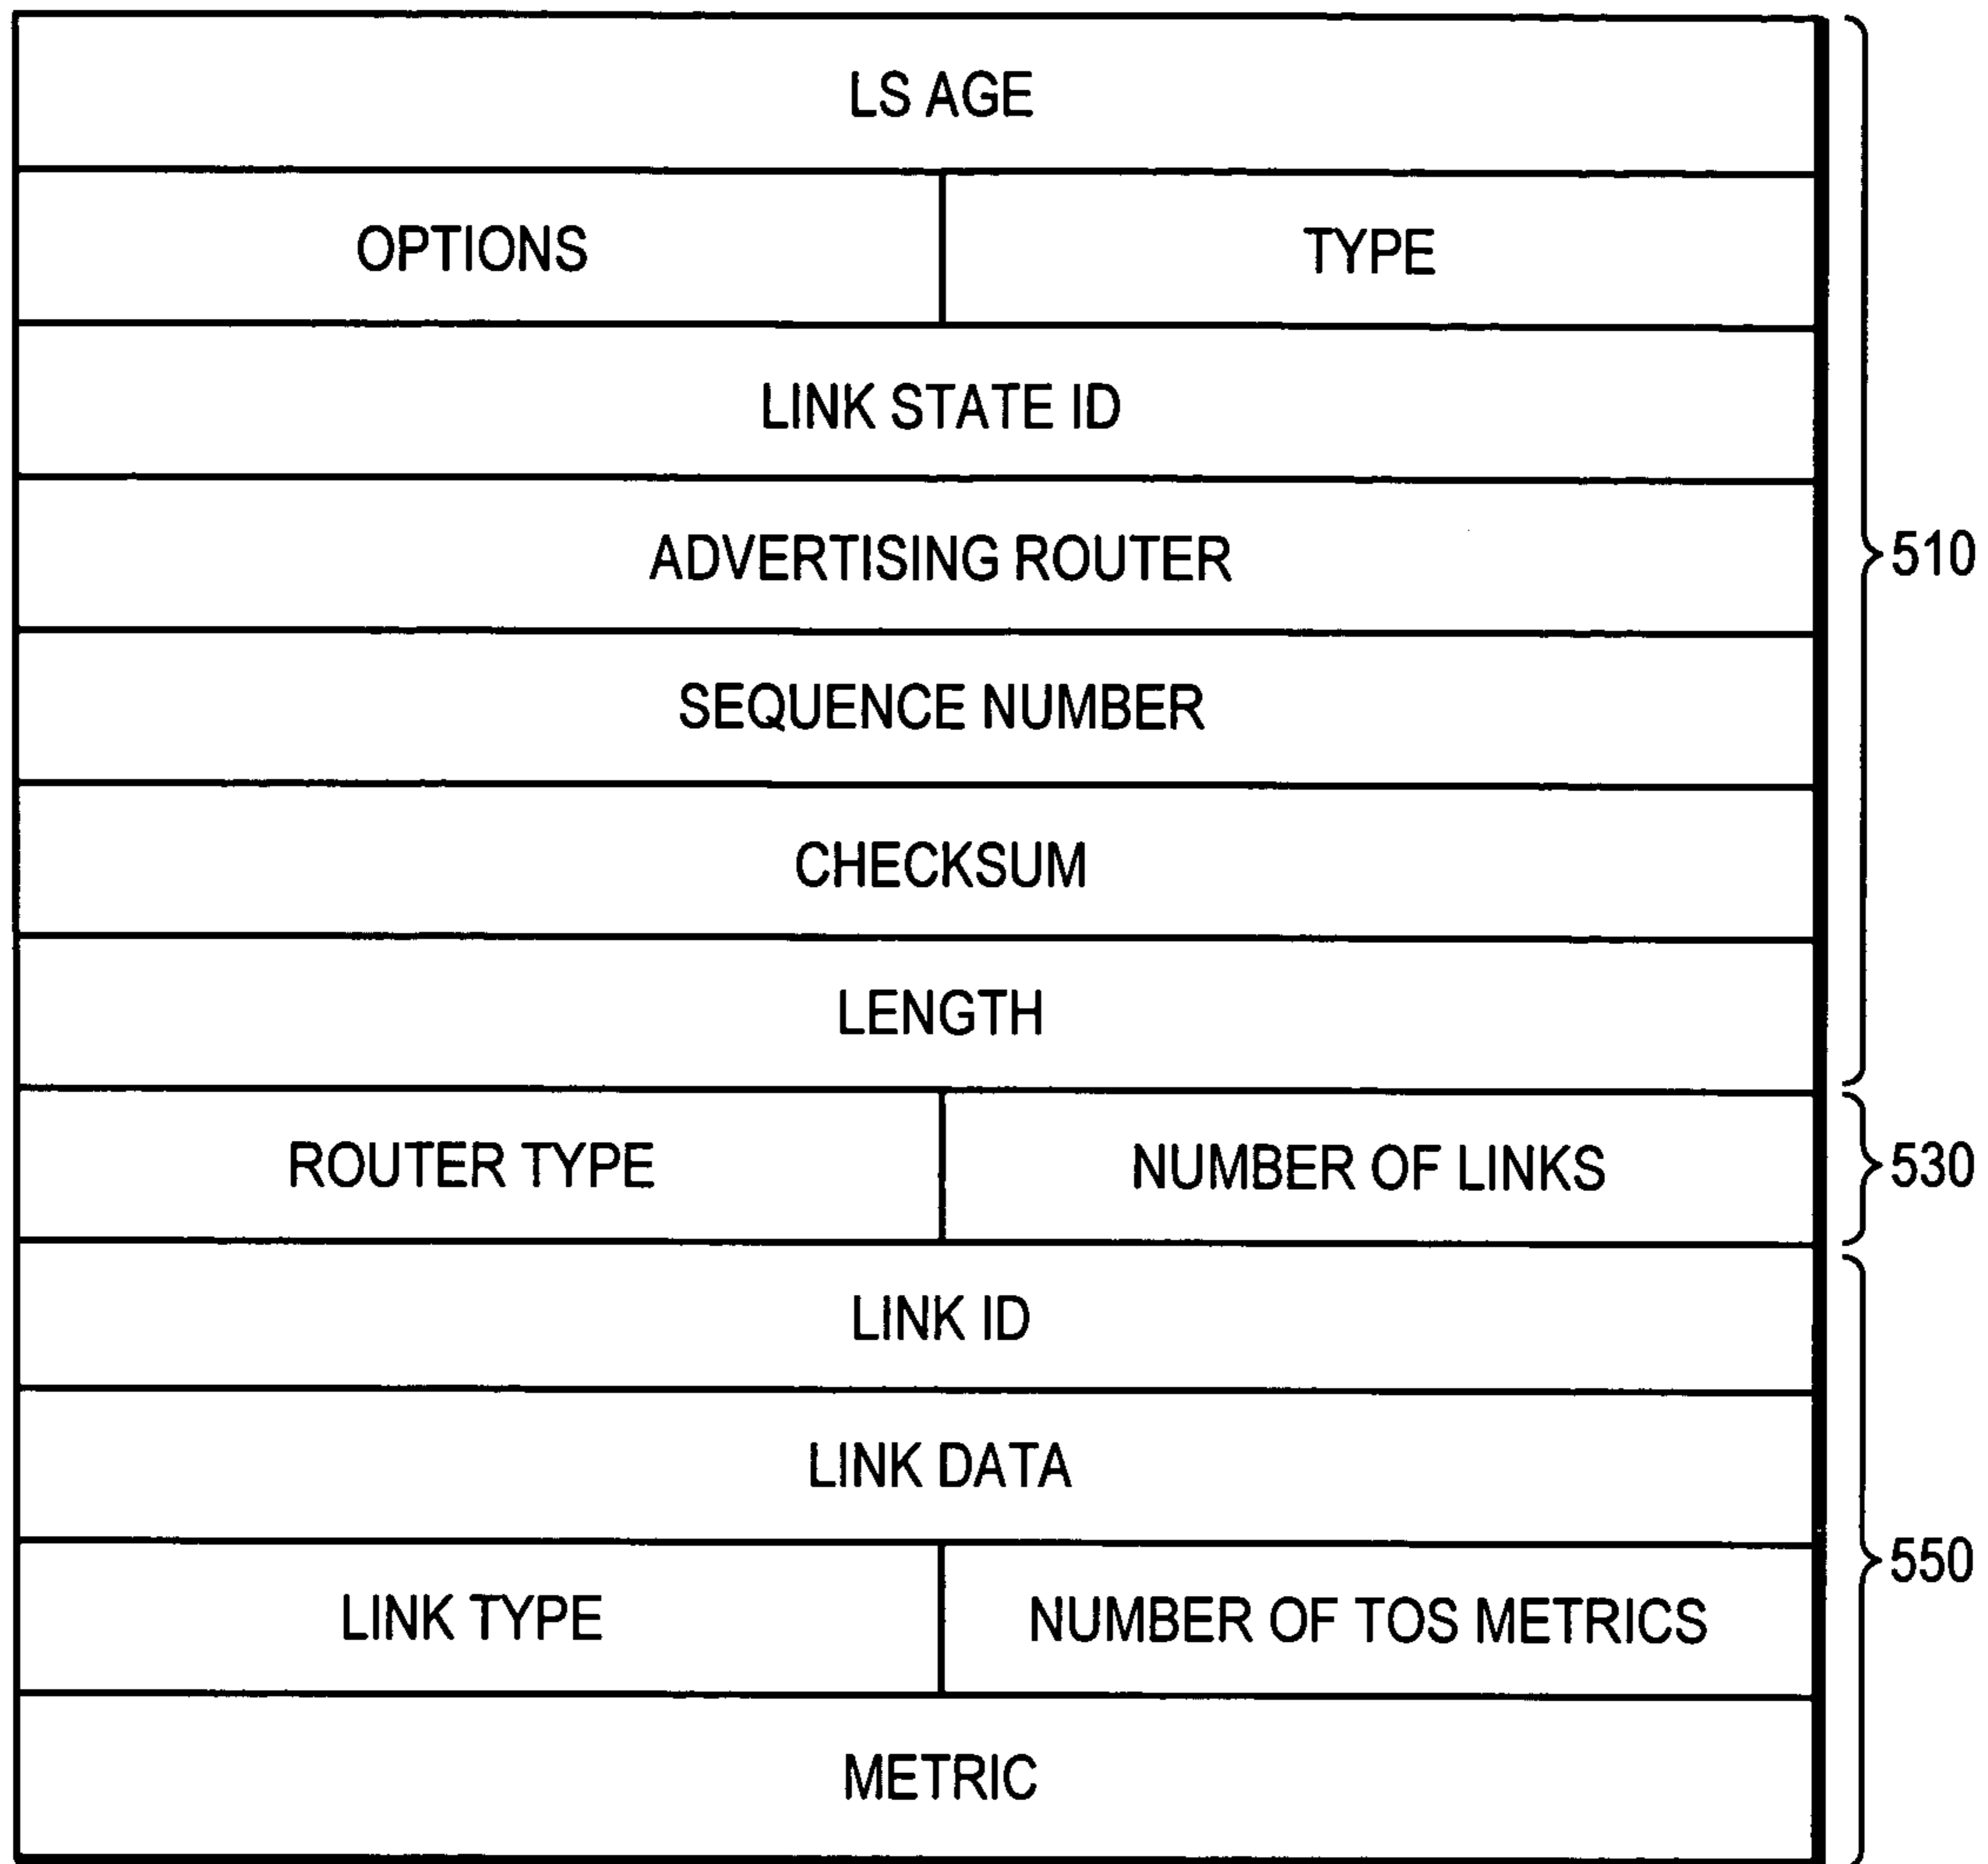 LS AGE
OPTIONS TYPE
LINK STATE ID
ADVERTISING ROUTER
510
SEQUENCE NUMBER
CHECKSUM
LENGTH
ROUTER TYPE NUMBER OF LINKS
530
LINK ID
LINK DATA
550
LINK TYPE NUMBER OF TOS METRICS
METRIC